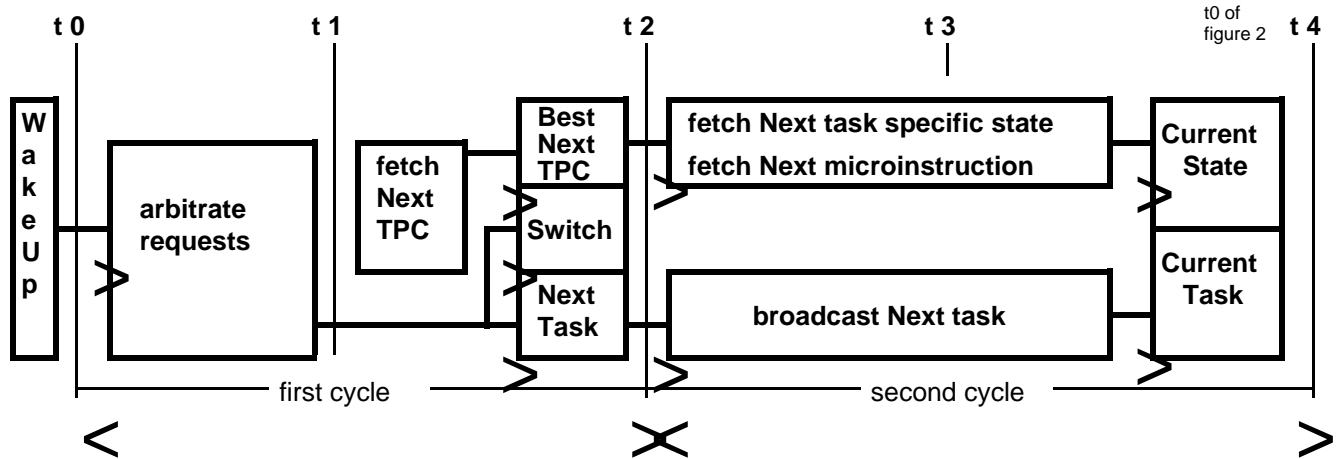 t 0
t 1
t 2
t 3
t0 of
figure 2
t 4
W
a
k
e
U
p
arbitrate
requests
fetch
Next
TPC
Best
Next
TPC
Switch
Next
Task
fetch Next task specific state
fetch Next microinstruction
broadcast Next task
Current
State
Current
Task
first cycle
second cycle